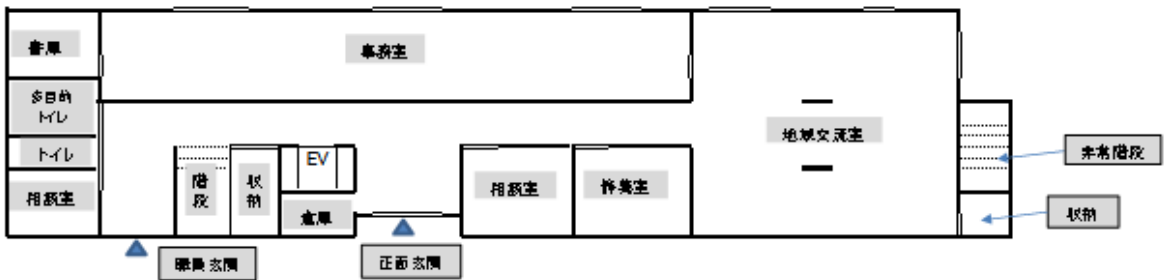 書庫
事務室
多目的
トイレ
地域交流室
トイレ
非常階段
EV
階段
収納
相談室
相談室
休養室
収納
倉庫
職員玄関
正面玄関